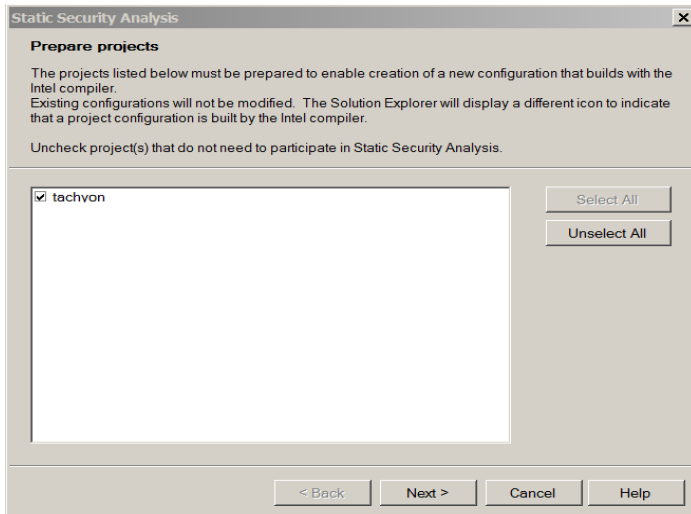 Static Security Analysis
Prepare projects
The projects listed below must be prepared to enable creation of a new configuration that builds with the
Intel compiler.
Existing configurations will not be modified. The Solution Explorer will display a different icon to indicate
that a project configuration is built by the Intel compiler.
Uncheck project(s) that do not need to participate in Static Security Analysis.
tachyon
Select All
Unselect All
< Back
Next >
Cancel
Help